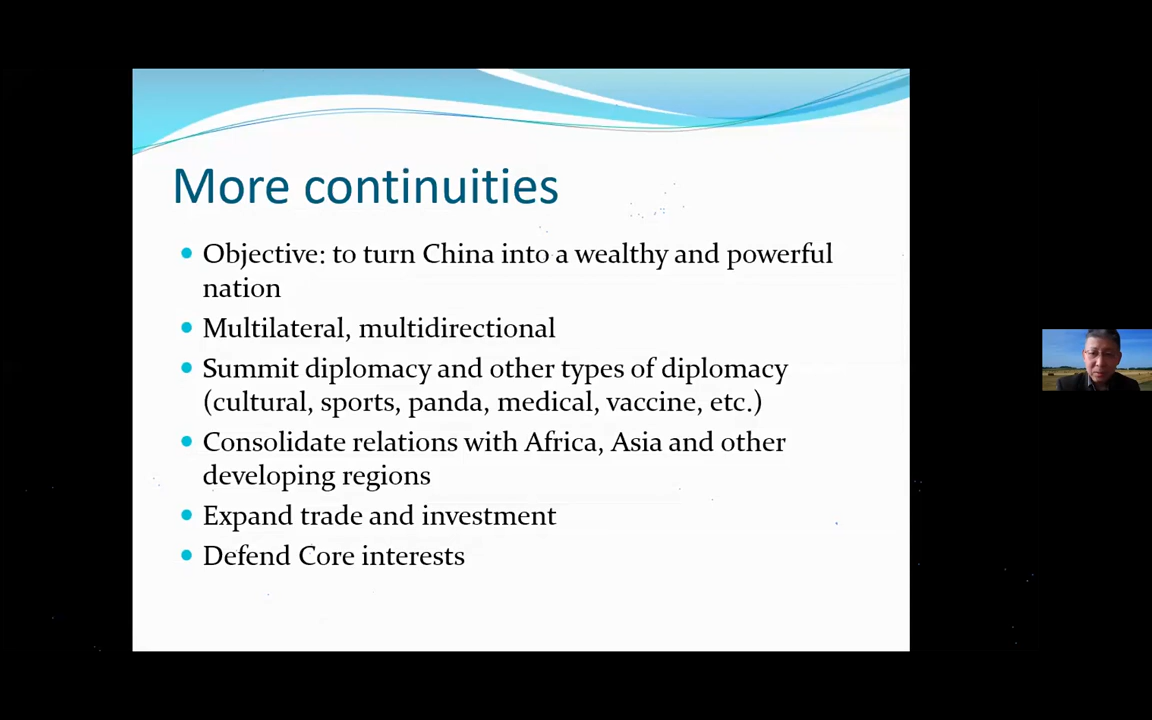 More continuities
• Objective: to turn China into a wealthy and powerful
nation
• Multilateral, multidirectional
• Summit diplomacy and other types of diplomacy
(cultural, sports, panda, medical, vaccine, etc.)
• Consolidate relations with Africa, Asia and other
developing regions
• Expand trade and investment
• Defend Core interests